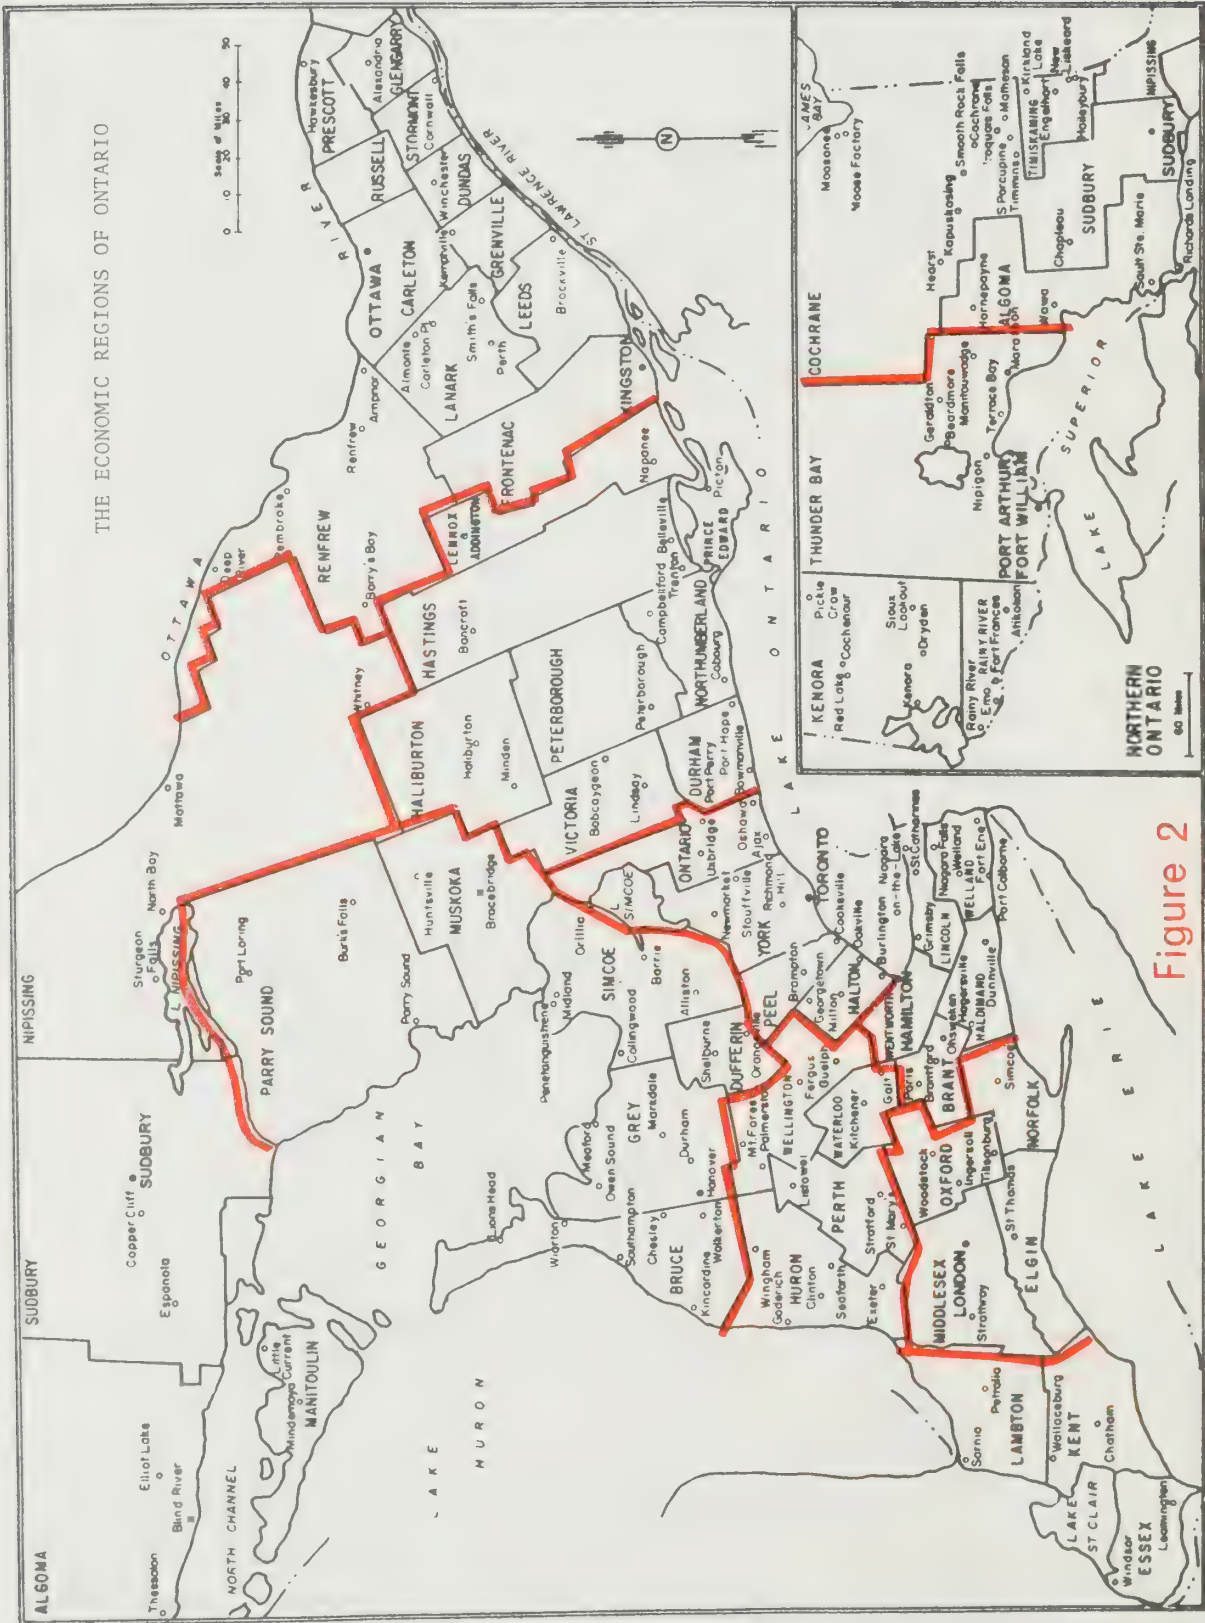 THE ECONOMIC REGIONS OF ONTARIO
Scale of Miles
0 10 20 30 40 50
N
ALGOMA
SUDBURY
NIPISSING
Thessalon
Blind River
Elliot Lake
Espanola
Copper Cliff
SUDBURY
Sturgeon
Falls
North Bay
Mattawa
L. NIPISSING
NORTH CHANNEL
Mindemoya
Little
Current
MANITOULIN
PARRY SOUND
Port Loring
Burk's Falls
Parry Sound
GEORGIAN
BAY
LAKE
HURON
OTTAWA
RIVER
Deep
River
Pembroke
RENFREW
Barry's Bay
Whitney
Renfrew
Arnprior
OTTAWA
CARLETON
Almonte
Carleton Pl
LANARK
Smith's Falls
Perth
Hawkesbury
PRESCOTT
RUSSELL
Alexandria
GLENGARRY
STORMONT
Cornwall
Winchester
DUNDAS
Kemptville
GRENVILLE
LEEDS
Brockville
ST LAWRENCE RIVER
KINGSTON
FRONTENAC
LENNOX
&
ADDINGTON
Napanee
HASTINGS
Bancroft
Belleville
Trenton
Campbellford
PRINCE
EDWARD
Picton
NORTHUMBERLAND
Cobourg
PETERBOROUGH
Peterborough
HALIBURTON
Haliburton
Minden
MUSKOKA
Huntsville
Bracebridge
VICTORIA
Bobcaygeon
Lindsay
DURHAM
Port Perry
Port Hope
Bowmanville
ONTARIO
Uxbridge
Oshawa
Ajax
L
SIMCOE
SIMCOE
Orillia
Barrie
Alliston
Midland
Penetanguishene
Collingwood
YORK
Newmarket
Stouffville
Richmond
Hill
TORONTO
LAKE ONTARIO
PEEL
Brampton
Cooksville
HALTON
Georgetown
Milton
Oakville
Burlington
DUFFERIN
Shelburne
Orangeville
GREY
Meaford
Owen Sound
Markdale
Durham
Hanover
BRUCE
Lions Head
Wiarton
Southampton
Chesley
Walkerton
Kincardine
HURON
Wingham
Goderich
Clinton
Seaforth
Exeter
PERTH
Listowel
Stratford
St Mary's
WELLINGTON
Mt. Forest
Palmerston
Fergus
Guelph
WATERLOO
Kitchener
Galt
WENTWORTH
HAMILTON
Niagara
on-the-Lake
St Catharines
Grimsby
LINCOLN
Niagara Falls
Welland
WELLAND
Fort Erie
Port Colborne
HALDIMAND
Hagersville
Dunnville
Ohsweken
BRANT
Paris
Brantford
NORFOLK
Simcoe
OXFORD
Woodstock
Ingersoll
Tillsonburg
ELGIN
St Thomas
MIDDLESEX
LONDON
Strathroy
LAMBTON
Sarnia
Petrolia
KENT
Wallaceburg
Chatham
LAKE
ST CLAIR
ESSEX
Windsor
Leamington
LAKE ERIE
Figure 2
NORTHERN
ONTARIO
60 Miles
KENORA
Red Lake
Cochenour
Pickle
Crow
Sioux
Lookout
Dryden
Kenora
Rainy River
Emo
RAINY RIVER
Fort Frances
Atikokan
THUNDER BAY
Geraldton
Beardmore
Manitouwadge
Terrace Bay
Nipigon
Marathon
PORT ARTHUR
FORT WILLIAM
LAKE SUPERIOR
COCHRANE
JAMES
BAY
Moosonee
Moose Factory
Hearst
Kapuskasing
Smooth Rock Falls
Cochrane
Iroquois Falls
S Porcupine
Timmins
Matheson
TIMISKAMING
Kirkland
Lake
Englehart
New
Liskeard
Haileybury
Hornepayne
ALGOMA
Wawa
Chapleau
SUDBURY
Sault Ste. Marie
Richards Landing
SUDBURY
NIPISSING